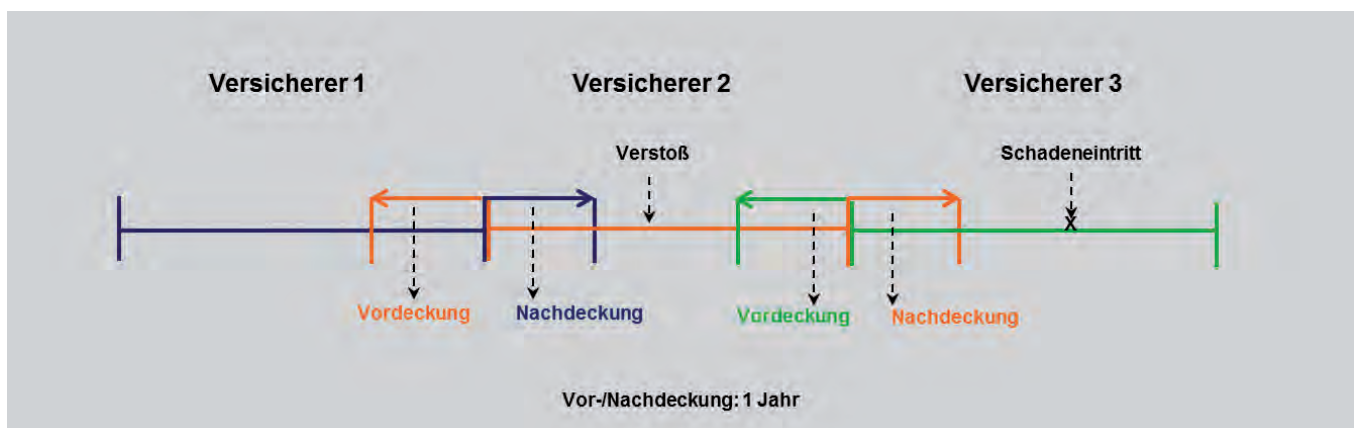 Versicherer 1 Versicherer 2 Versicherer 3
Verstoß Schadeneintritt
X
Vordeckung Nachdeckung Vordeckung Nachdeckung
Vor-/Nachdeckung: 1 Jahr